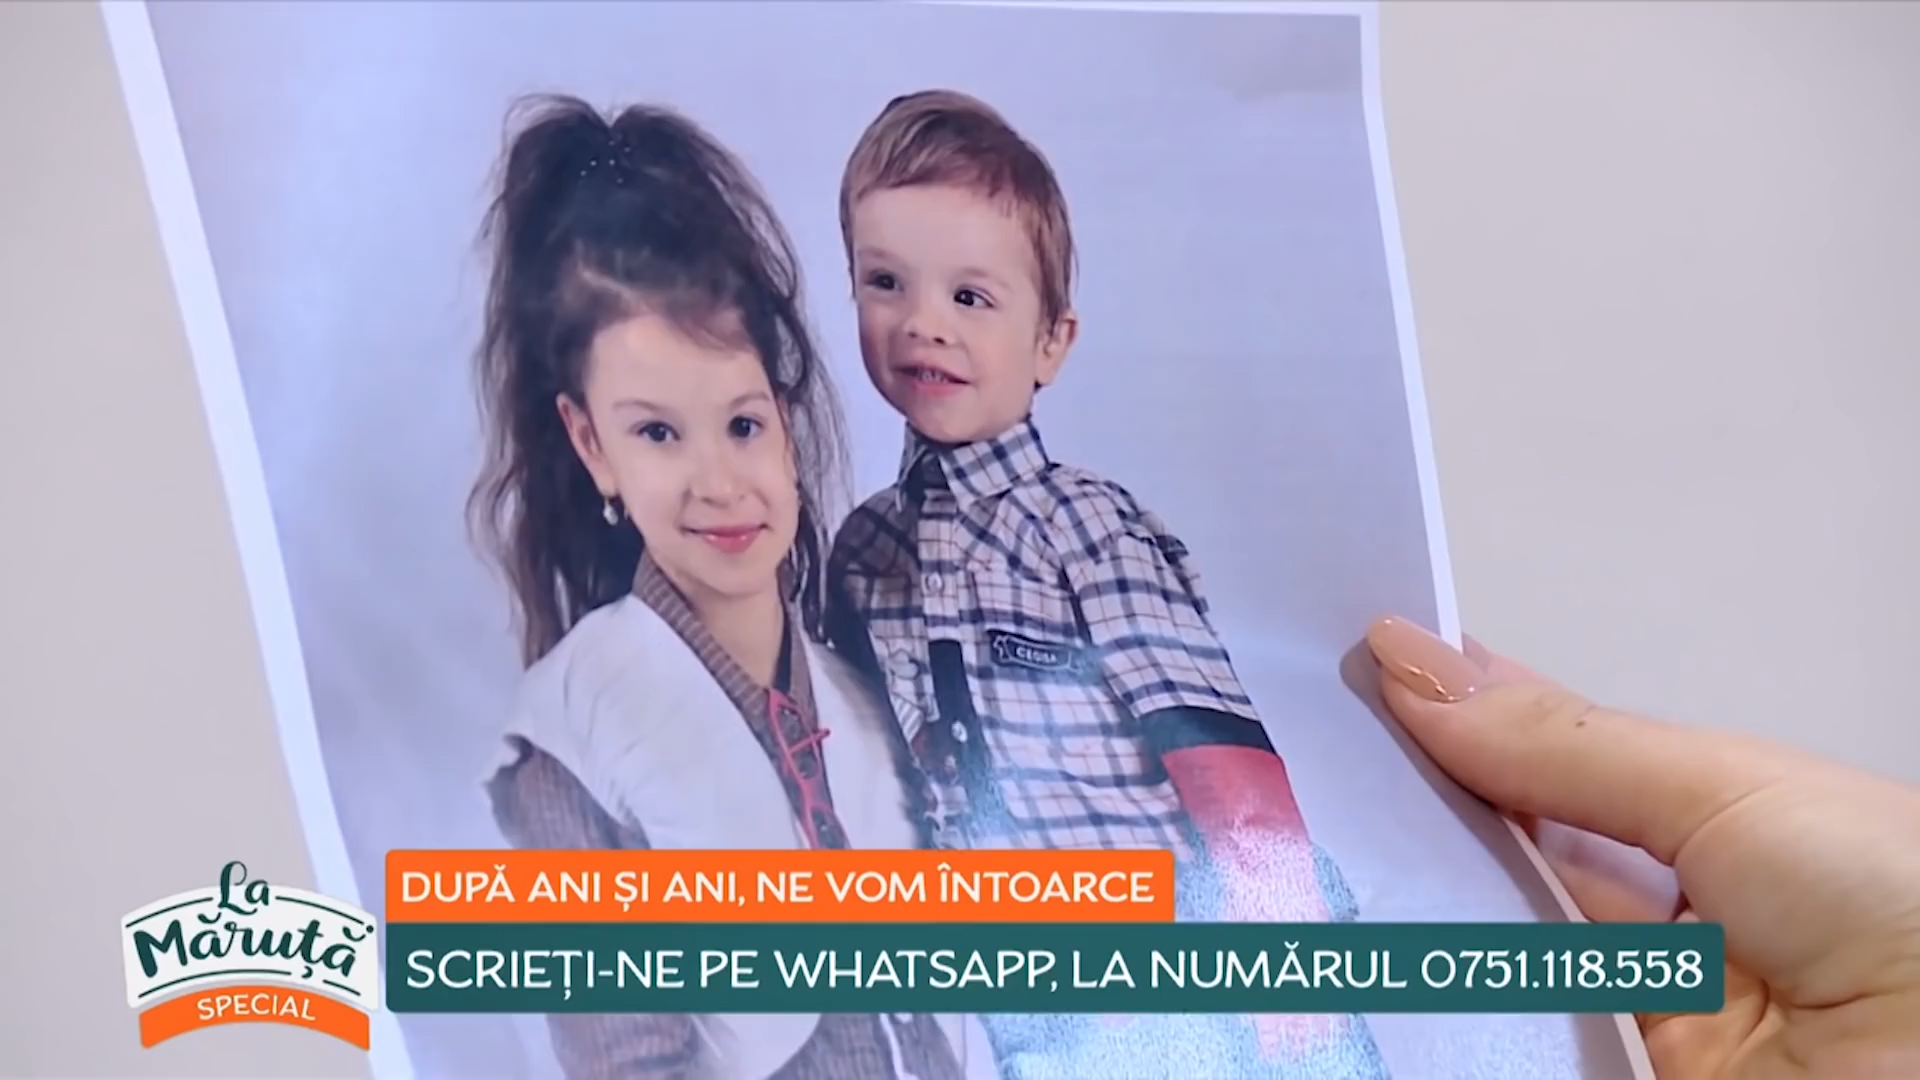 CEGISA
DUPĂ ANI ȘI ANI, NE VOM ÎNTOARCE
La
Măruță
SPECIAL
SCRIEȚI-NE PE WHATSAPP, LA NUMĂRUL 0751.118.558